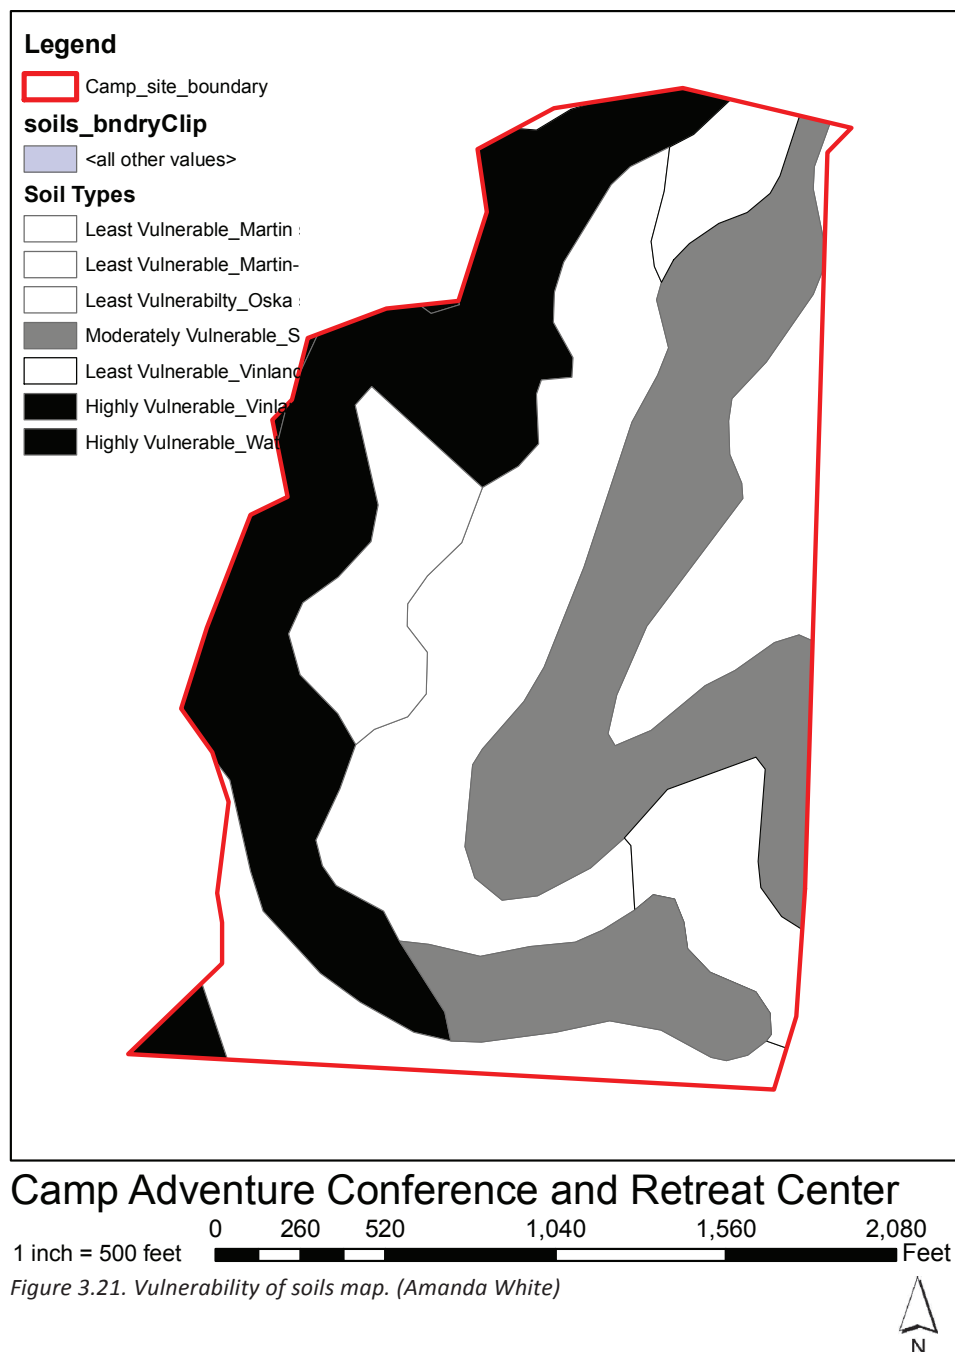 Legend
Camp_site_boundary
soils_bndryClip
<all other values>
Soil Types
Least Vulnerable_Martin
Least Vulnerable_Martin-
Least Vulnerabilty_Oska
Moderately Vulnerable_S
Least Vulnerable_Vinland
Highly Vulnerable_Vinla
Highly Vulnerable_Wa
Camp Adventure Conference and Retreat Center
0 260 520 1,040 1,560 2,080
1 inch = 500 feet Feet
Figure 3.21. Vulnerability of soils map. (Amanda White)
N